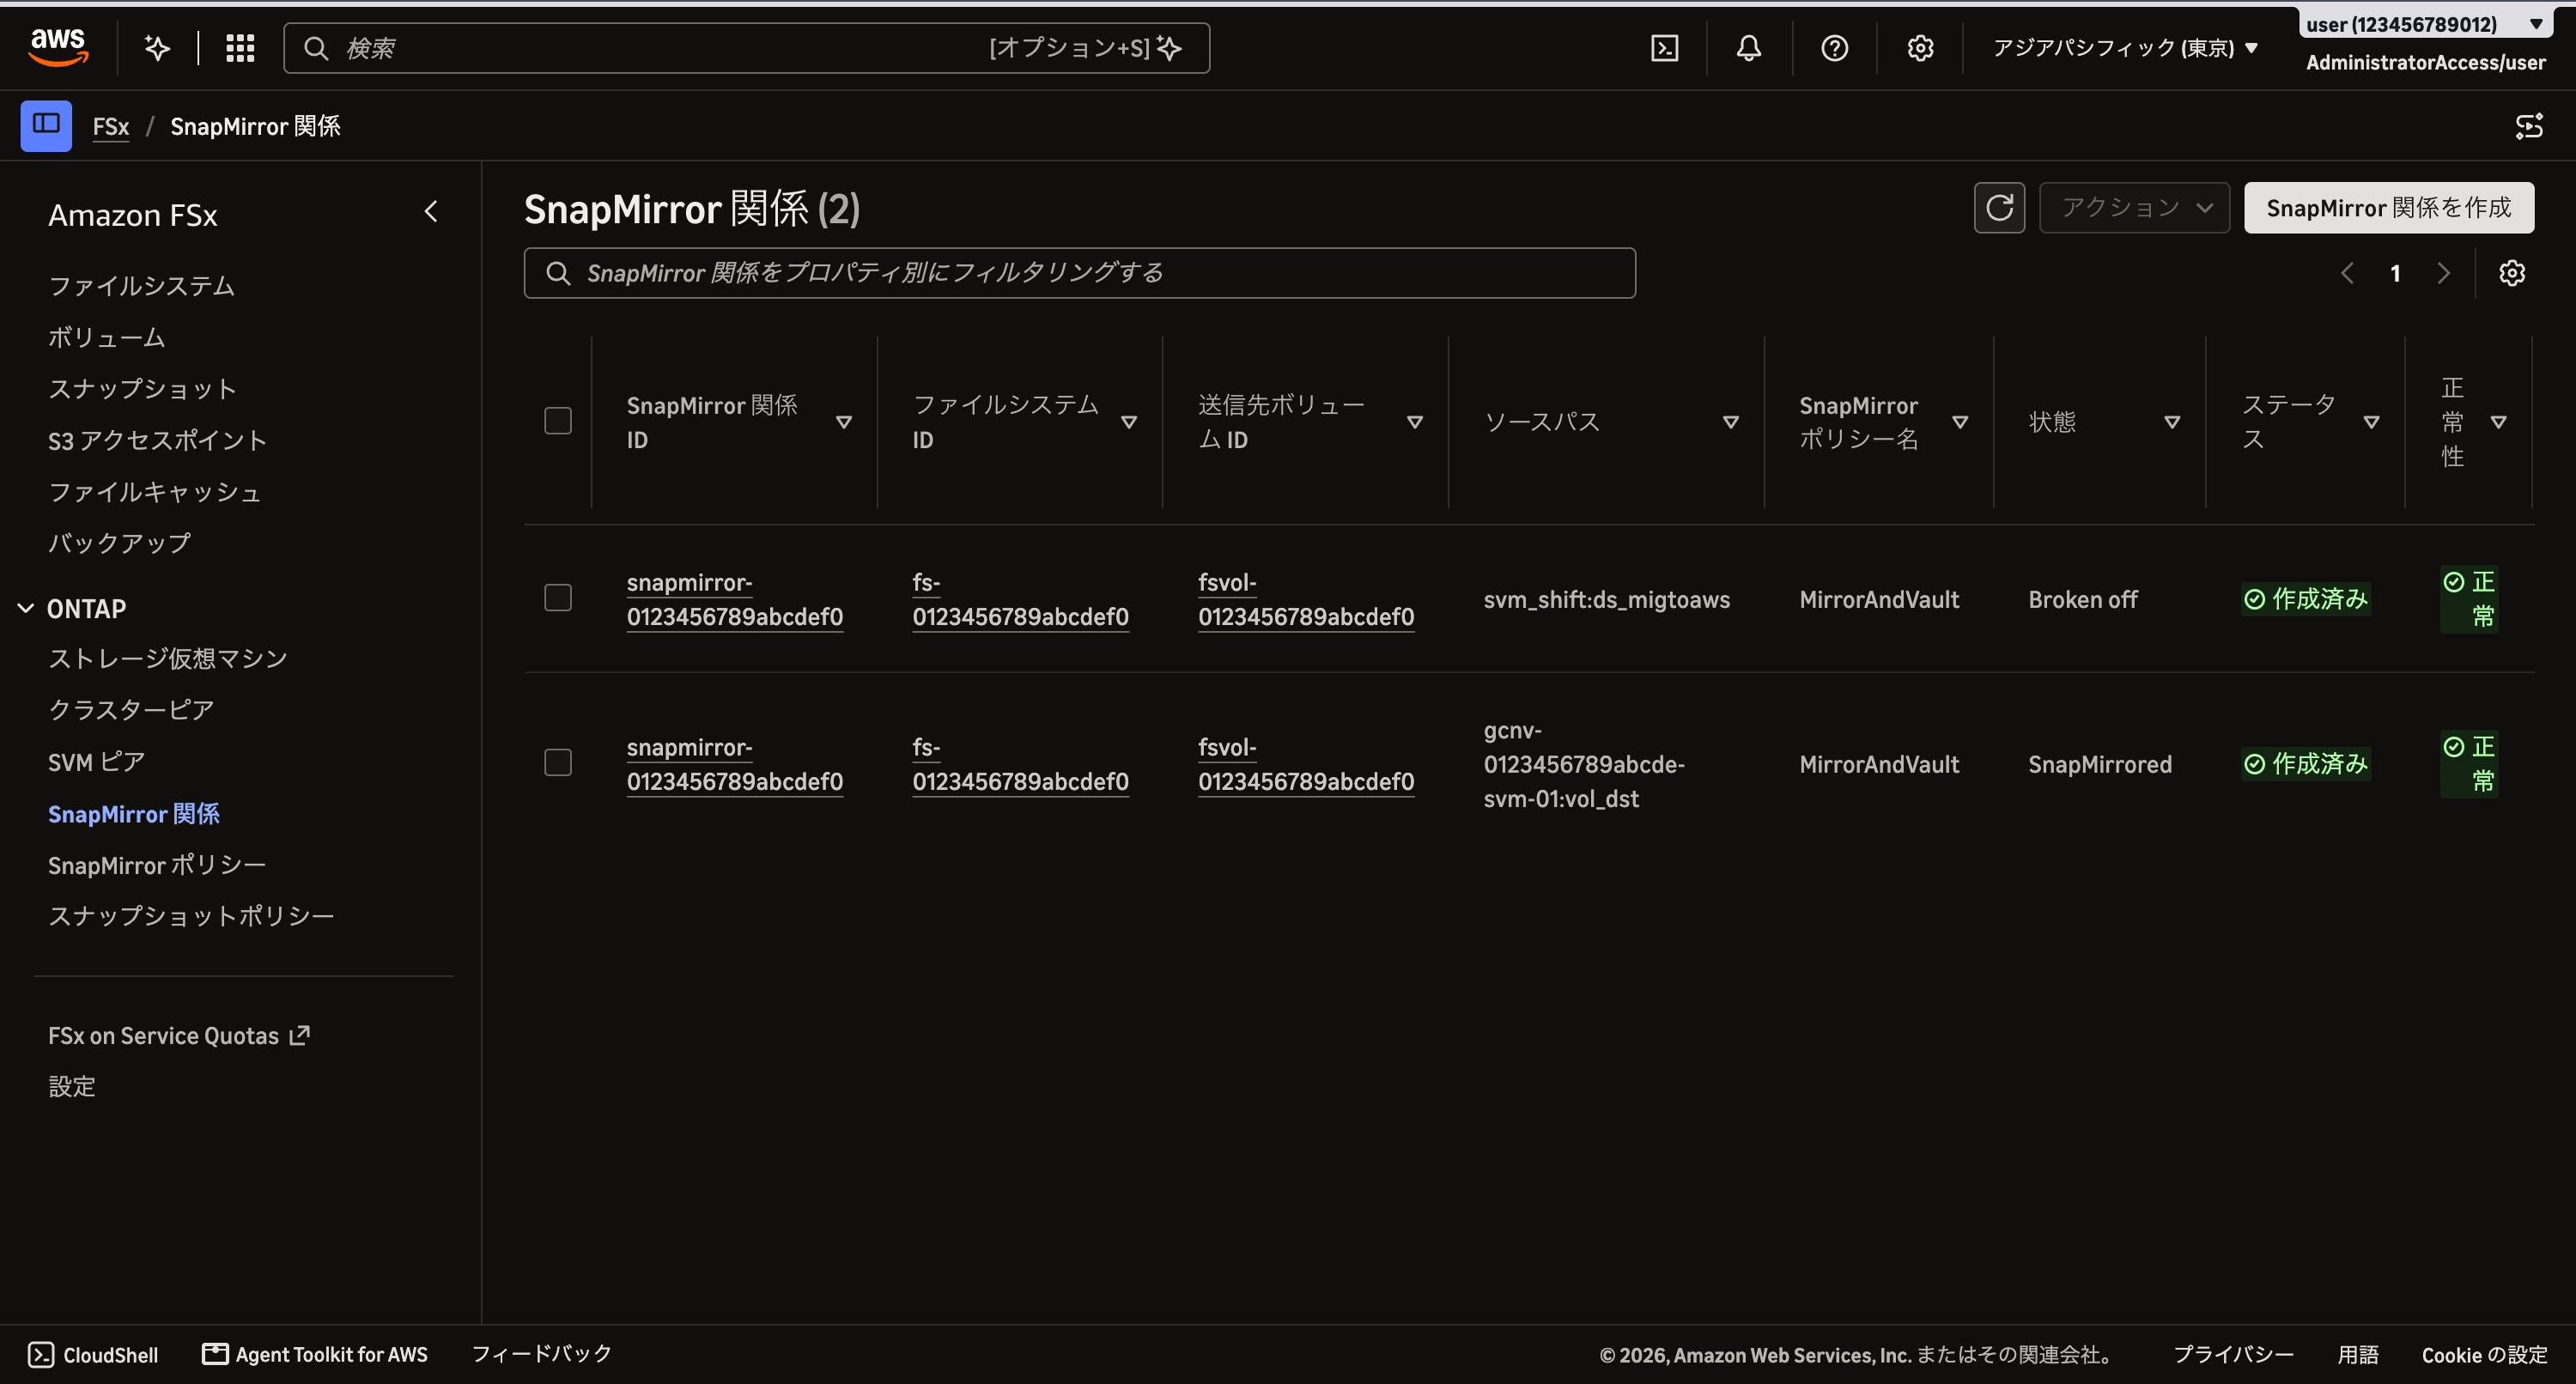 aws
検索
[オプション+S]
アジアパシフィック (東京)
user (123456789012)
AdministratorAccess/user
FSx / SnapMirror 関係
Amazon FSx
ファイルシステム
ボリューム
スナップショット
S3 アクセスポイント
ファイルキャッシュ
バックアップ
ONTAP
ストレージ仮想マシン
クラスターピア
SVM ピア
SnapMirror 関係
SnapMirror ポリシー
スナップショットポリシー
FSx on Service Quotas
設定
SnapMirror 関係 (2)
アクション
SnapMirror 関係を作成
SnapMirror 関係をプロパティ別にフィルタリングする
1
SnapMirror 関係
ID
ファイルシステム
ID
送信先ボリュー
ム ID
ソースパス
SnapMirror
ポリシー名
状態
ステータ
ス
正
常
性
snapmirror-
0123456789abcdef0
fs-
0123456789abcdef0
fsvol-
0123456789abcdef0
svm_shift:ds_migtoaws
MirrorAndVault
Broken off
作成済み
正
常
snapmirror-
0123456789abcdef0
fs-
0123456789abcdef0
fsvol-
0123456789abcdef0
gcnv-
0123456789abcde-
svm-01:vol_dst
MirrorAndVault
SnapMirrored
作成済み
正
常
CloudShell
Agent Toolkit for AWS
フィードバック
© 2026, Amazon Web Services, Inc. またはその関連会社。
プライバシー
用語
Cookie の設定